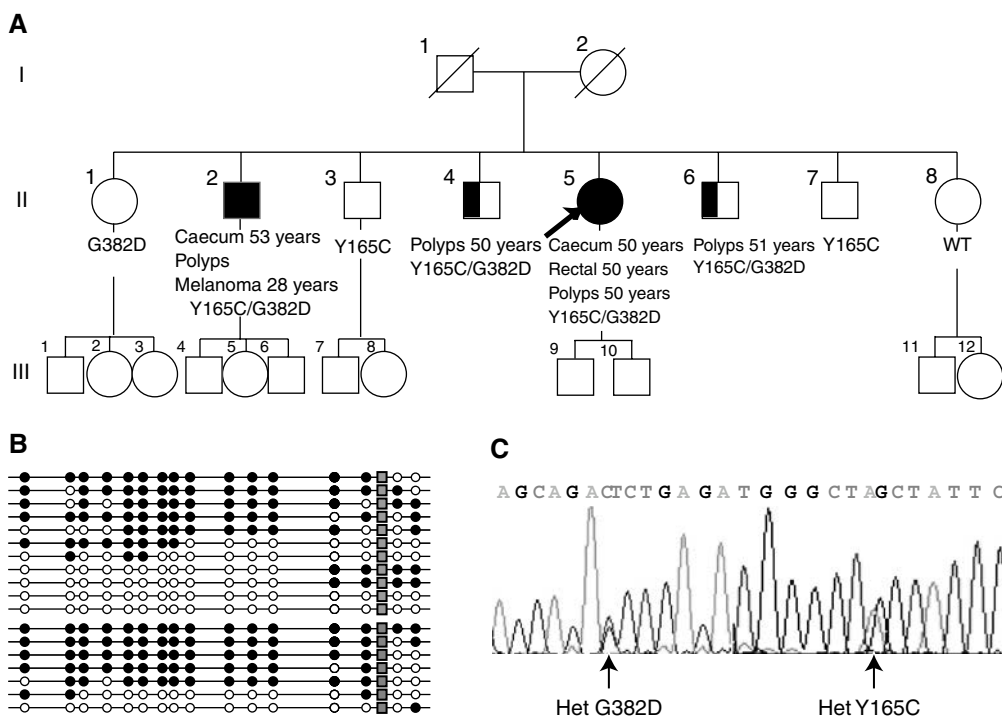 A
I
1
2
II
1
2
3
4
5
6
7
8
G382D
Caecum 53 years
Polyps
Melanoma 28 years
Y165C/G382D
Y165C
Polyps 50 years
Y165C/G382D
Caecum 50 years
Rectal 50 years
Polyps 50 years
Y165C/G382D
Polyps 51 years
Y165C/G382D
Y165C
WT
III
1
2
3
4
5
6
7
8
9
10
11
12
B
C
AGCAGACTCTGAGATGGGCTAGCTATTC
Het G382D
Het Y165C